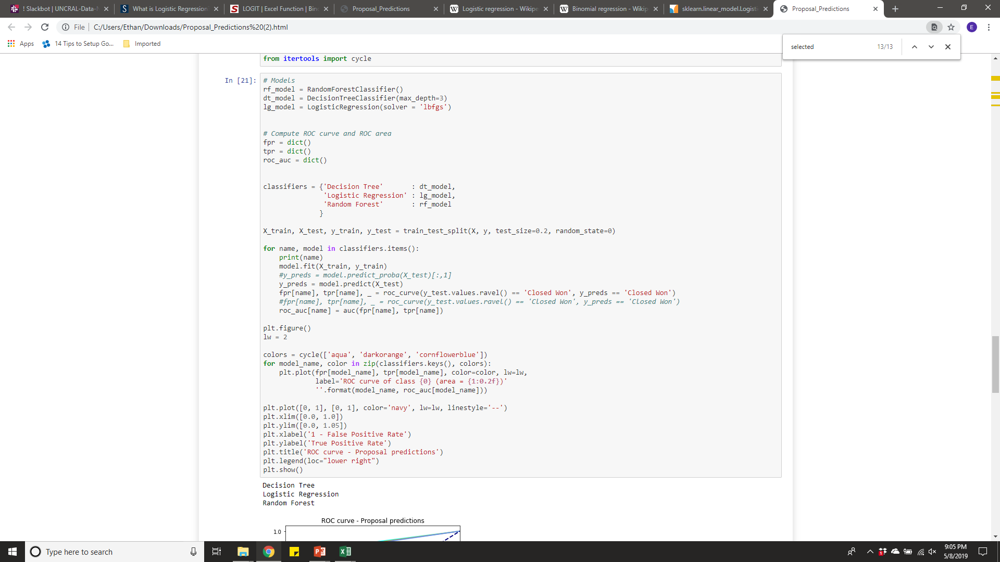 ! Slackbot | UNCRAL-Data-N
What is Logistic Regression
LOGIT | Excel Function | Bino
Proposal_Predictions
Logistic regression - Wikipe
Binomial regression - Wikip
sklearn.linear_model.Logisti
Proposal_Predictions
File | C:/Users/Ethan/Downloads/Proposal_Predictions%20(2).html
E
Apps
14 Tips to Setup Go...
Imported
selected
13/13
from itertools import cycle
In [21]:
# Models
rf_model = RandomForestClassifier()
dt_model = DecisionTreeClassifier(max_depth=3)
lg_model = LogisticRegression(solver = 'lbfgs')
# Compute ROC curve and ROC area
fpr = dict()
tpr = dict()
roc_auc = dict()
classifiers = {'Decision Tree'       : dt_model,
'Logistic Regression' : lg_model,
'Random Forest'       : rf_model
}
X_train, X_test, y_train, y_test = train_test_split(X, y, test_size=0.2, random_state=0)
for name, model in classifiers.items():
print(name)
model.fit(X_train, y_train)
#y_preds = model.predict_proba(X_test)[:,1]
y_preds = model.predict(X_test)
fpr[name], tpr[name], _ = roc_curve(y_test.values.ravel() == 'Closed Won', y_preds == 'Closed Won')
#fpr[name], tpr[name], _ = roc_curve(y_test.values.ravel() == 'Closed Won', y_preds == 'Closed Won')
roc_auc[name] = auc(fpr[name], tpr[name])
plt.figure()
lw = 2
colors = cycle(['aqua', 'darkorange', 'cornflowerblue'])
for model_name, color in zip(classifiers.keys(), colors):
plt.plot(fpr[model_name], tpr[model_name], color=color, lw=lw,
label='ROC curve of class {0} (area = {1:0.2f})'
''.format(model_name, roc_auc[model_name]))
plt.plot([0, 1], [0, 1], color='navy', lw=lw, linestyle='--')
plt.xlim([0.0, 1.0])
plt.ylim([0.0, 1.05])
plt.xlabel('1 - False Positive Rate')
plt.ylabel('True Positive Rate')
plt.title('ROC curve - Proposal predictions')
plt.legend(loc="lower right")
plt.show()
Decision Tree
Logistic Regression
Random Forest
ROC curve - Proposal predictions
1.0
Type here to search
9:05 PM
5/8/2019